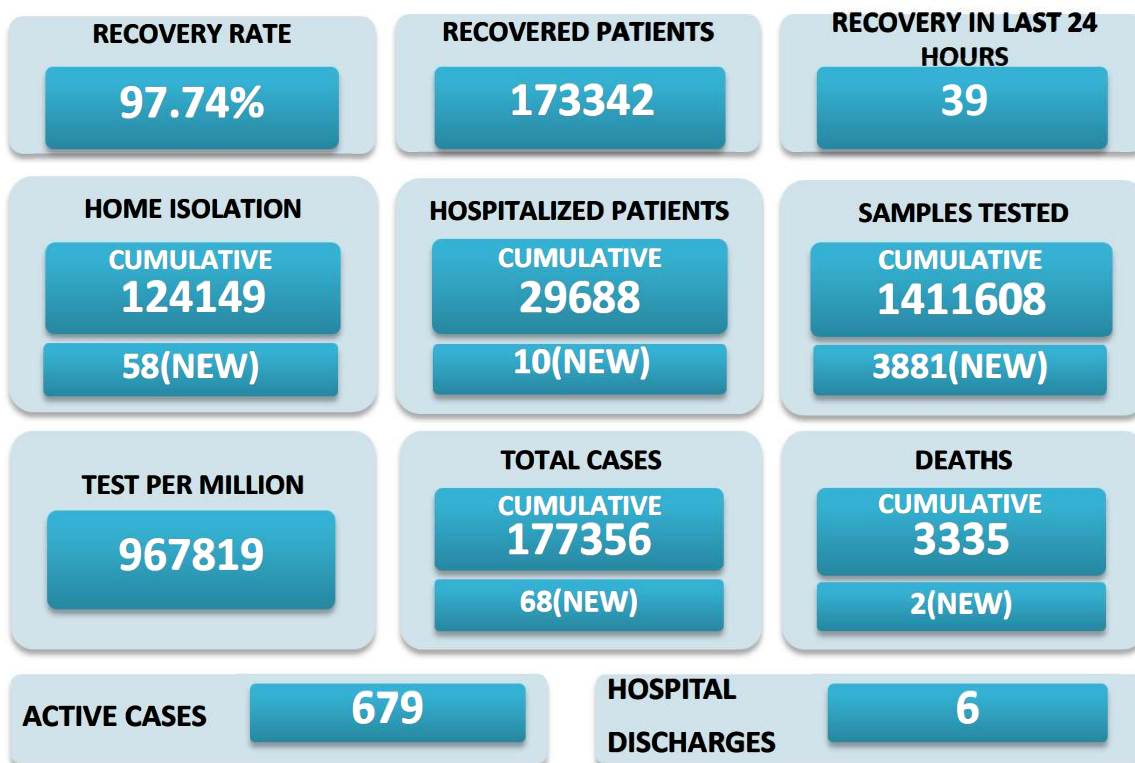 RECOVERY RATE
97.74%
RECOVERED PATIENTS
173342
RECOVERY IN LAST 24
HOURS
39
HOME ISOLATION
CUMULATIVE
124149
58(NEW)
HOSPITALIZED PATIENTS
CUMULATIVE
29688
10(NEW)
SAMPLES TESTED
CUMULATIVE
1411608
3881(NEW)
TEST PER MILLION
967819
TOTAL CASES
CUMULATIVE
177356
68(NEW)
DEATHS
CUMULATIVE
3335
2(NEW)
ACTIVE CASES
679
HOSPITAL
DISCHARGES
6